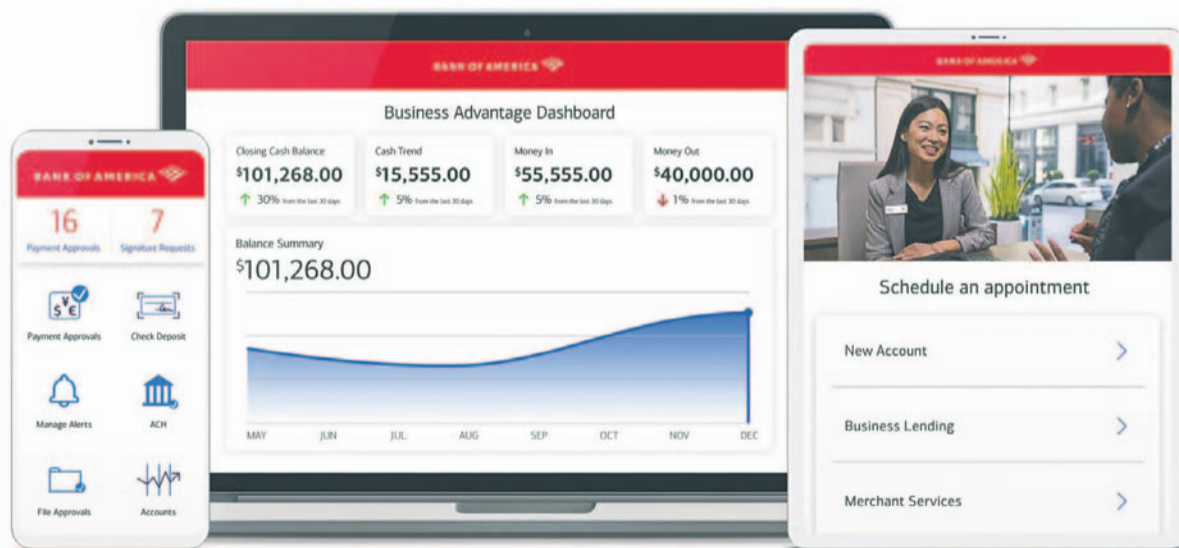 BANK OF AMERICA
16
7
Payment Approvals
Signature Requests
$ ¥ €
Payment Approvals
Check Deposit
Manage Alerts
ACH
File Approvals
Accounts
BANK OF AMERICA
Business Advantage Dashboard
Closing Cash Balance
$101,268.00
30% from the last 30 days
Cash Trend
$15,555.00
5% from the last 30 days
Money In
$55,555.00
5% from the last 30 days
Money Out
$40,000.00
1% from the last 30 days
Balance Summary
$101,268.00
MAY JUN JUL AUG SEP OCT NOV DEC
BANK OF AMERICA
Schedule an appointment
New Account
Business Lending
Merchant Services